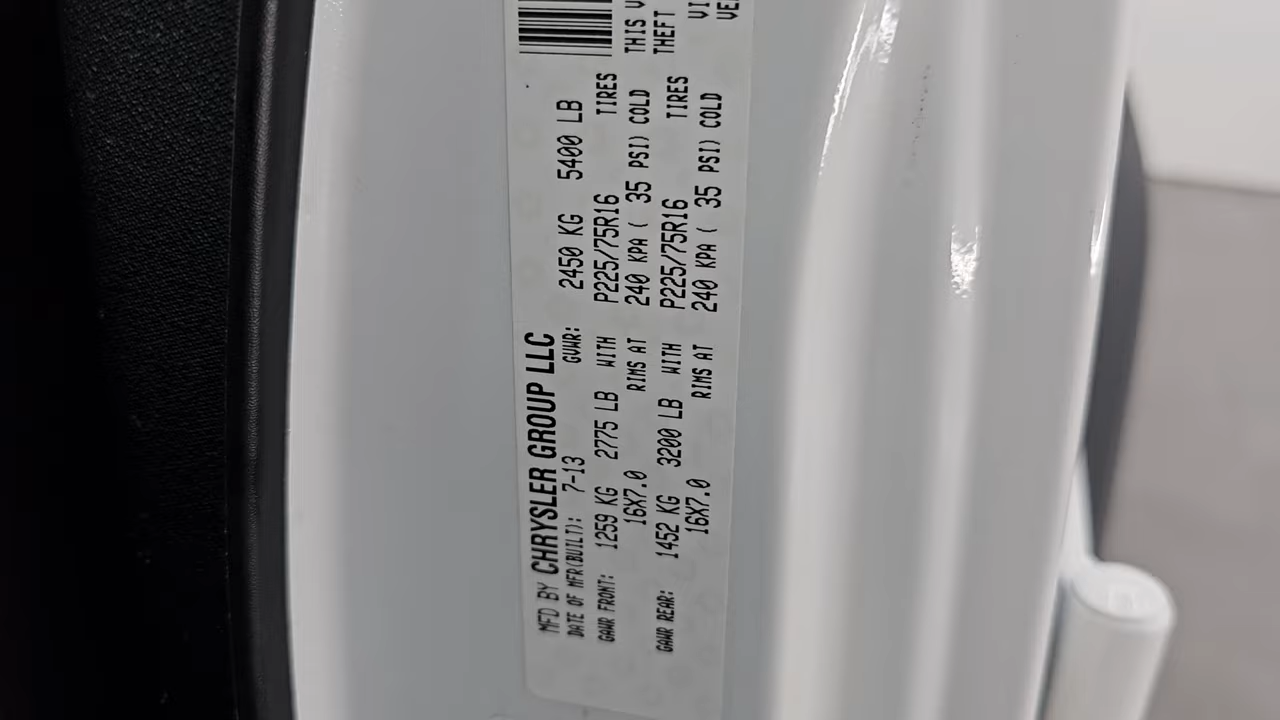 MFD BY CHRYSLER GROUP LLC
DATE OF MFR(BUILT): 7-13 GVWR: 2450 KG 5400 LB
GAWR FRONT: 1259 KG 2775 LB WITH P225/75R16 TIRES
16X7.0 RIMS AT 240 KPA ( 35 PSI) COLD THIS
GAWR REAR: 1452 KG 3200 LB WITH P225/75R16 TIRES THEFT
16X7.0 RIMS AT 240 KPA ( 35 PSI) COLD